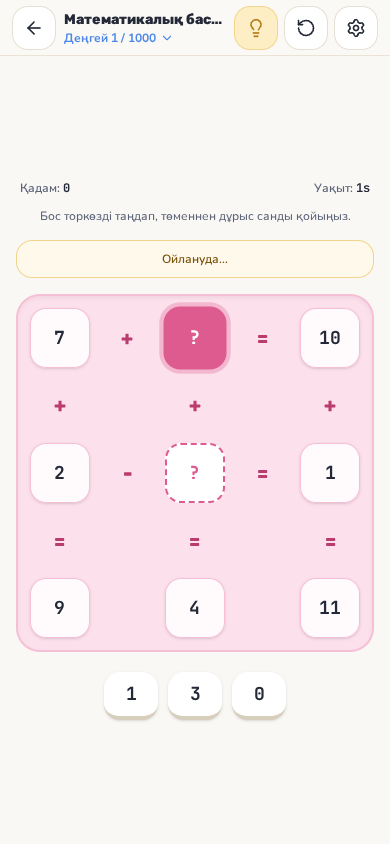 Математикалық бас...
Деңгей 1 / 1000
Қадам: 0
Уақыт: 1s
Бос торкөзді таңдап, төменнен дұрыс санды қойыңыз.
Ойлануда...
7 + ? = 10
+ + +
2 - ? = 1
= = =
9 4 11
1 3 0